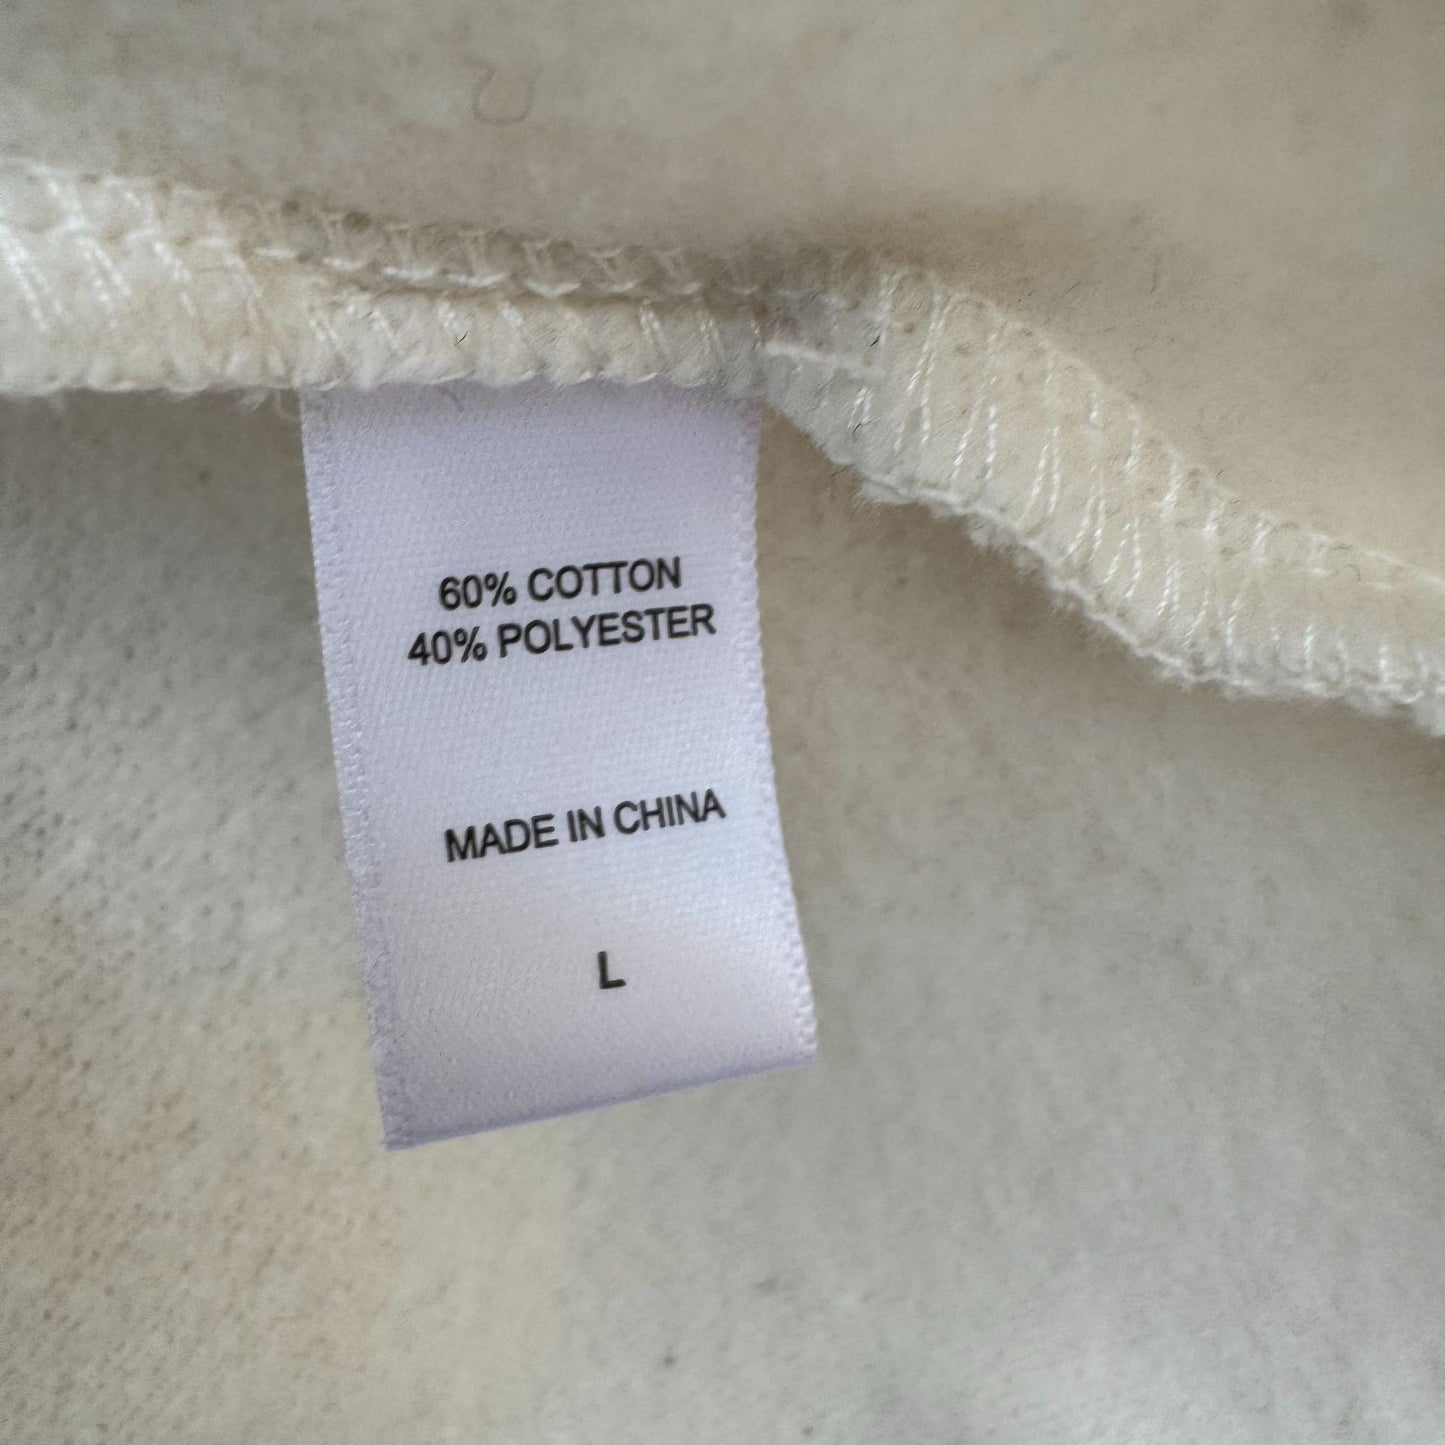 60% COTTON
40% POLYESTER
MADE IN CHINA
L